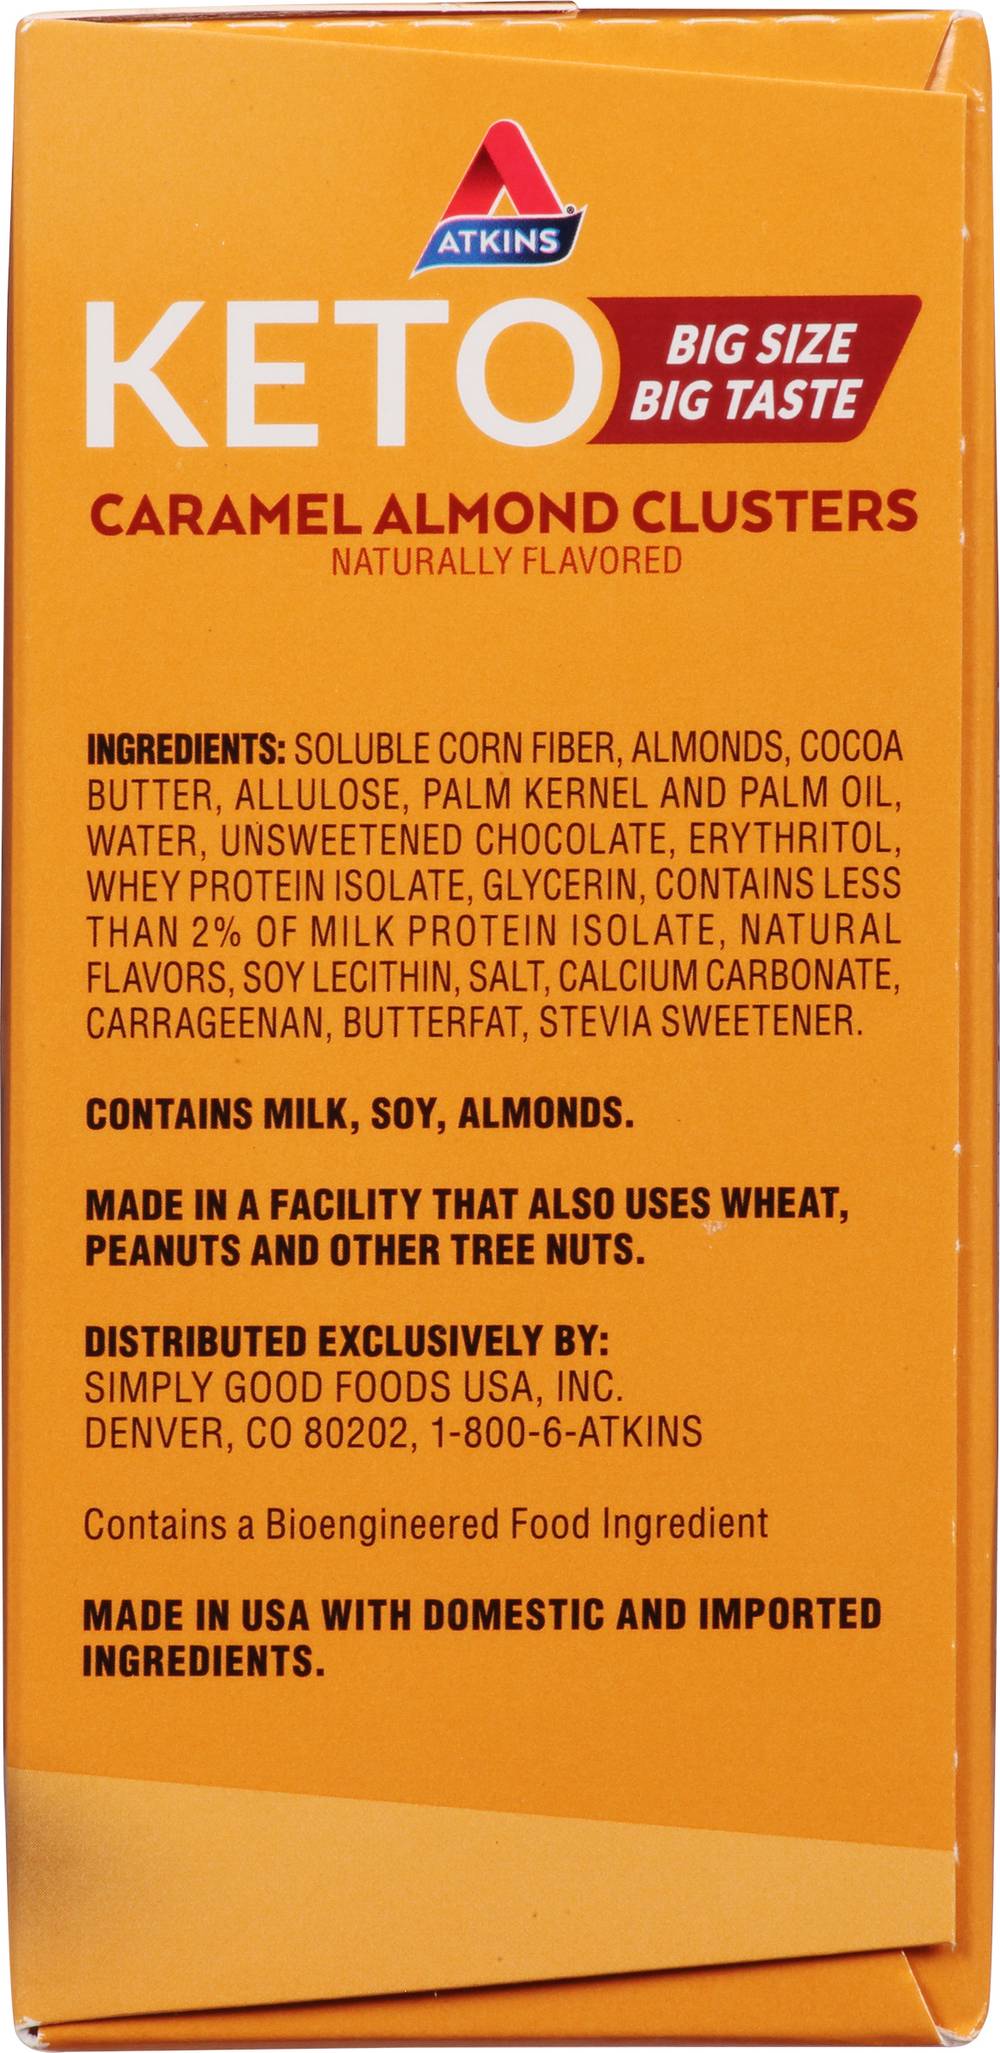 ATKINS®
KETO
BIG SIZE
BIG TASTE
CARAMEL ALMOND CLUSTERS
NATURALLY FLAVORED
INGREDIENTS: SOLUBLE CORN FIBER, ALMONDS, COCOA
BUTTER, ALLULOSE, PALM KERNEL AND PALM OIL,
WATER, UNSWEETENED CHOCOLATE, ERYTHRITOL,
WHEY PROTEIN ISOLATE, GLYCERIN, CONTAINS LESS
THAN 2% OF MILK PROTEIN ISOLATE, NATURAL
FLAVORS, SOY LECITHIN, SALT, CALCIUM CARBONATE,
CARRAGEENAN, BUTTERFAT, STEVIA SWEETENER.
CONTAINS MILK, SOY, ALMONDS.
MADE IN A FACILITY THAT ALSO USES WHEAT,
PEANUTS AND OTHER TREE NUTS.
DISTRIBUTED EXCLUSIVELY BY:
SIMPLY GOOD FOODS USA, INC.
DENVER, CO 80202, 1-800-6-ATKINS
Contains a Bioengineered Food Ingredient
MADE IN USA WITH DOMESTIC AND IMPORTED
INGREDIENTS.